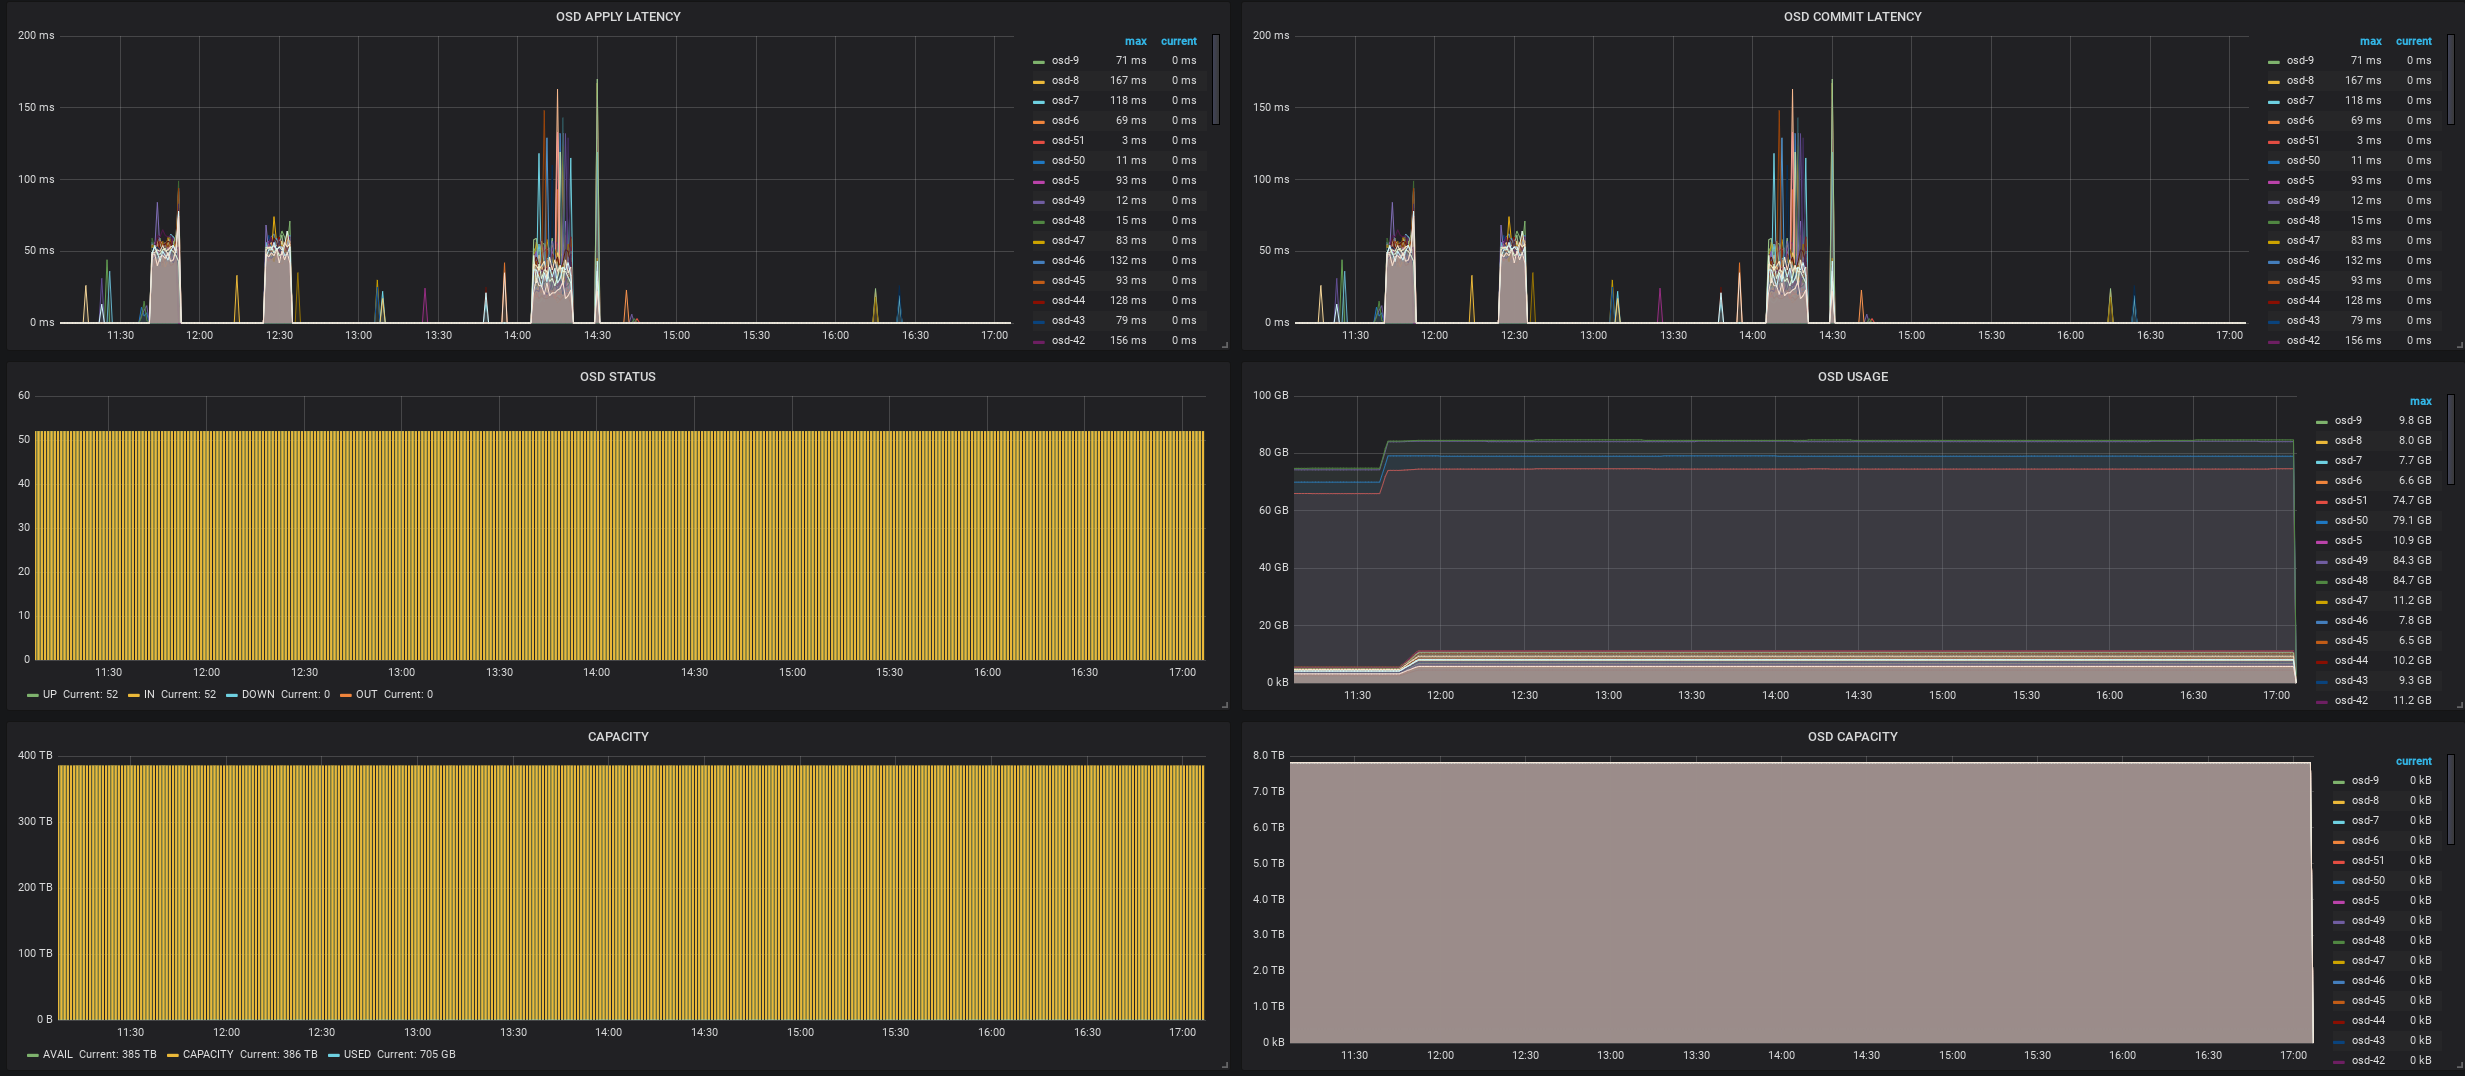 OSD APPLY LATENCY
200 ms
150 ms
100 ms
50 ms
0 ms
11:30 12:00 12:30 13:00 13:30 14:00 14:30 15:00 15:30 16:00 16:30 17:00
max current
osd-9 71 ms 0 ms
osd-8 167 ms 0 ms
osd-7 118 ms 0 ms
osd-6 69 ms 0 ms
osd-51 3 ms 0 ms
osd-50 11 ms 0 ms
osd-5 93 ms 0 ms
osd-49 12 ms 0 ms
osd-48 15 ms 0 ms
osd-47 83 ms 0 ms
osd-46 132 ms 0 ms
osd-45 93 ms 0 ms
osd-44 128 ms 0 ms
osd-43 79 ms 0 ms
osd-42 156 ms 0 ms
OSD COMMIT LATENCY
200 ms
150 ms
100 ms
50 ms
0 ms
11:30 12:00 12:30 13:00 13:30 14:00 14:30 15:00 15:30 16:00 16:30 17:00
max current
osd-9 71 ms 0 ms
osd-8 167 ms 0 ms
osd-7 118 ms 0 ms
osd-6 69 ms 0 ms
osd-51 3 ms 0 ms
osd-50 11 ms 0 ms
osd-5 93 ms 0 ms
osd-49 12 ms 0 ms
osd-48 15 ms 0 ms
osd-47 83 ms 0 ms
osd-46 132 ms 0 ms
osd-45 93 ms 0 ms
osd-44 128 ms 0 ms
osd-43 79 ms 0 ms
osd-42 156 ms 0 ms
OSD STATUS
60
50
40
30
20
10
0
11:30 12:00 12:30 13:00 13:30 14:00 14:30 15:00 15:30 16:00 16:30 17:00
UP Current: 52 IN Current: 52 DOWN Current: 0 OUT Current: 0
OSD USAGE
100 GB
80 GB
60 GB
40 GB
20 GB
0 kB
11:30 12:00 12:30 13:00 13:30 14:00 14:30 15:00 15:30 16:00 16:30 17:00
max
osd-9 9.8 GB
osd-8 8.0 GB
osd-7 7.7 GB
osd-6 6.6 GB
osd-51 74.7 GB
osd-50 79.1 GB
osd-5 10.9 GB
osd-49 84.3 GB
osd-48 84.7 GB
osd-47 11.2 GB
osd-46 7.8 GB
osd-45 6.5 GB
osd-44 10.2 GB
osd-43 9.3 GB
osd-42 11.2 GB
CAPACITY
400 TB
300 TB
200 TB
100 TB
0 B
11:30 12:00 12:30 13:00 13:30 14:00 14:30 15:00 15:30 16:00 16:30 17:00
AVAIL Current: 385 TB CAPACITY Current: 386 TB USED Current: 705 GB
OSD CAPACITY
8.0 TB
7.0 TB
6.0 TB
5.0 TB
4.0 TB
3.0 TB
2.0 TB
1.0 TB
0 kB
11:30 12:00 12:30 13:00 13:30 14:00 14:30 15:00 15:30 16:00 16:30 17:00
current
osd-9 0 kB
osd-8 0 kB
osd-7 0 kB
osd-6 0 kB
osd-51 0 kB
osd-50 0 kB
osd-5 0 kB
osd-49 0 kB
osd-48 0 kB
osd-47 0 kB
osd-46 0 kB
osd-45 0 kB
osd-44 0 kB
osd-43 0 kB
osd-42 0 kB